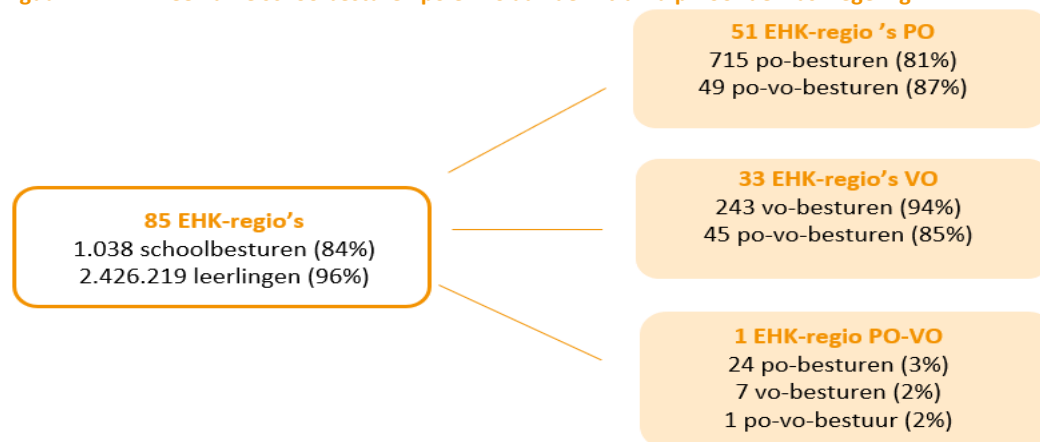 85 EHK-regio's
1.038 schoolbesturen (84%)
2.426.219 leerlingen (96%)
51 EHK-regio 's PO
715 po-besturen (81%)
49 po-vo-besturen (87%)
33 EHK-regio's VO
243 vo-besturen (94%)
45 po-vo-besturen (85%)
1 EHK-regio PO-VO
24 po-besturen (3%)
7 vo-besturen (2%)
1 po-vo-bestuur (2%)